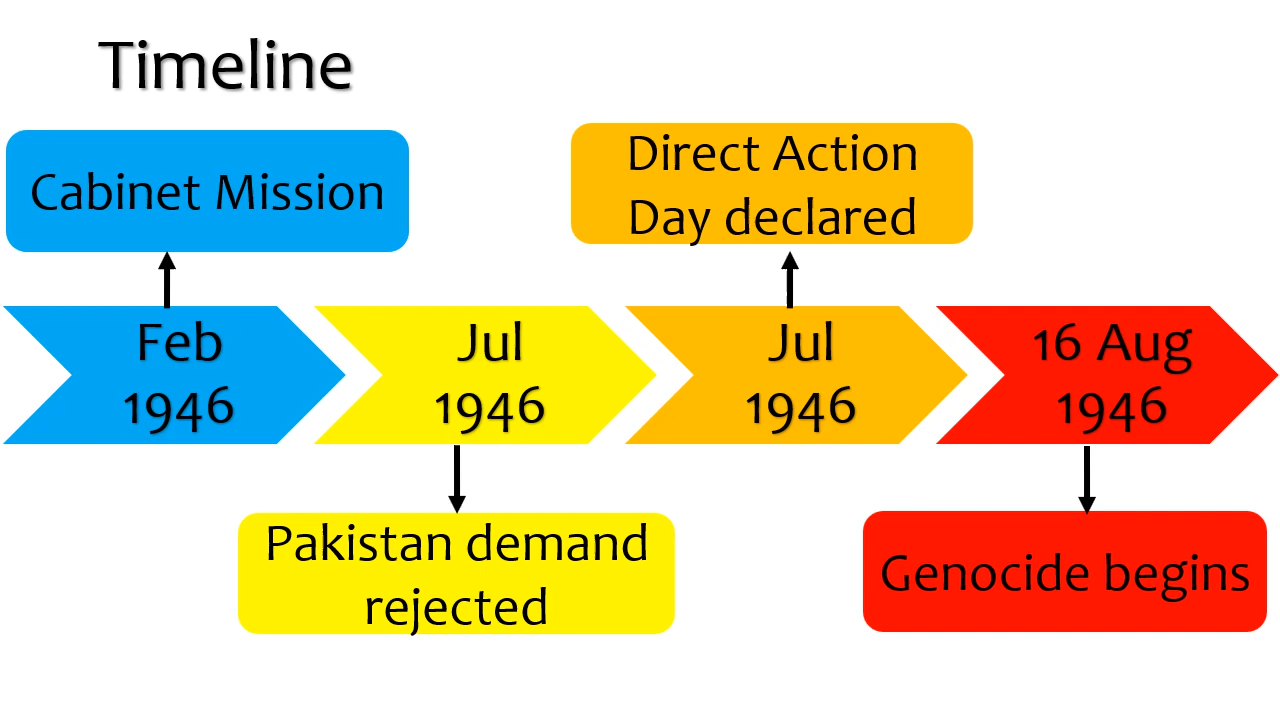 Timeline
Cabinet Mission
Direct Action
Day declared
Feb
1946
Jul
1946
Jul
1946
16 Aug
1946
Pakistan demand
rejected
Genocide begins